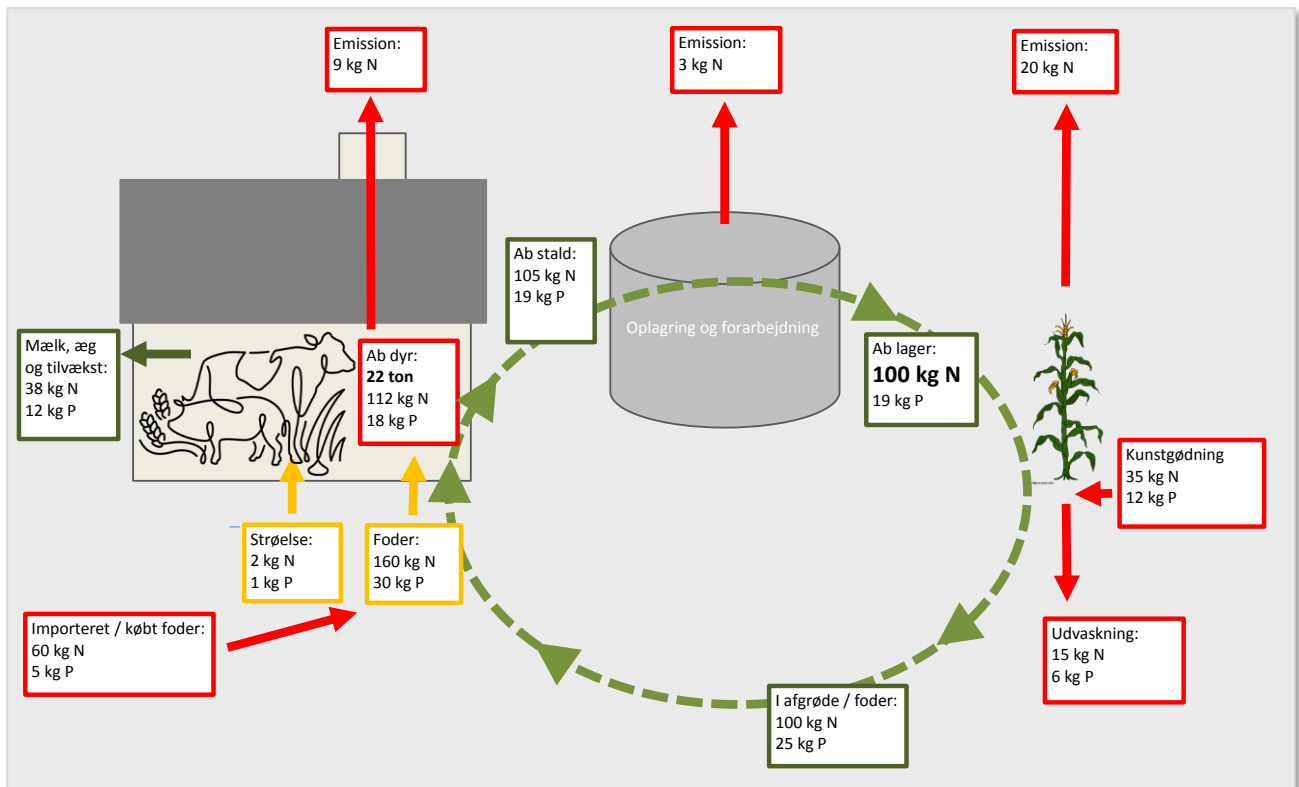 Emission:
9 kg N
Emission:
3 kg N
Emission:
20 kg N
Ab stald:
105 kg N
19 kg P
Oplagring og forarbejdning
Mælk, æg
og tilvækst:
38 kg N
12 kg P
Ab dyr:
22 ton
112 kg N
18 kg P
Ab lager:
100 kg N
19 kg P
Kunstgødning
35 kg N
12 kg P
Strøelse:
2 kg N
1 kg P
Foder:
160 kg N
30 kg P
Importeret / købt foder:
60 kg N
5 kg P
Udvaskning:
15 kg N
6 kg P
I afgrøde / foder:
100 kg N
25 kg P